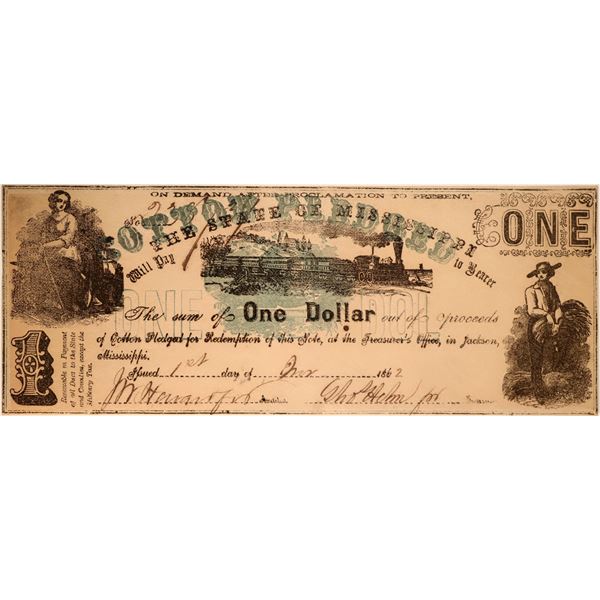 ON DEMAND, AFTER PROCLAMATION TO PRESENT,
COTTON PLEDGED
THE STATE OF MISSISSIPPI
Will Pay to Bearer
ONE
The sum of One Dollar out of proceeds
of Cotton Pledged for Redemption of this Note, at the Treasurer's Office, in Jackson,
Mississippi.
Issued 1st day of 1862
1
Receivable in Payment
of all Dues to the State
and Counties, except the
Military Tax.